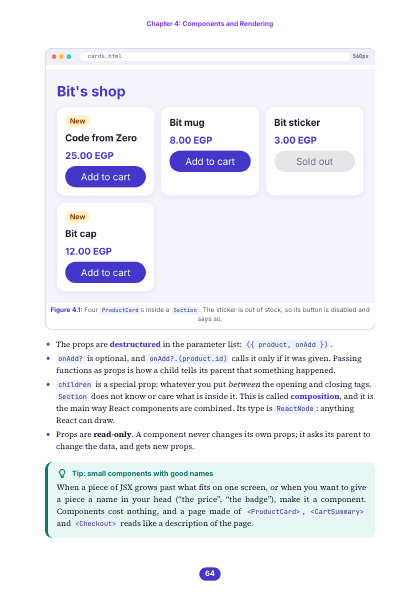 Chapter 4: Components and Rendering
cards.html
560px
Bit's shop
New
Code from Zero
25.00 EGP
Add to cart
Bit mug
8.00 EGP
Add to cart
Bit sticker
3.00 EGP
Sold out
New
Bit cap
12.00 EGP
Add to cart
Figure 4.1: Four ProductCards inside a Section. The sticker is out of stock, so its button is disabled and
says so.
• The props are destructured in the parameter list: ({ product, onAdd }).
• onAdd? is optional, and onAdd?.(product.id) calls it only if it was given. Passing
functions as props is how a child tells its parent that something happened.
• children is a special prop: whatever you put between the opening and closing tags.
Section does not know or care what is inside it. This is called composition, and it is
the main way React components are combined. Its type is ReactNode: anything
React can draw.
• Props are read-only. A component never changes its own props; it asks its parent to
change the data, and gets new props.
Tip: small components with good names
When a piece of JSX grows past what fits on one screen, or when you want to give
a piece a name in your head (“the price”, “the badge”), make it a component.
Components cost nothing, and a page made of <ProductCard>, <CartSummary>
and <Checkout> reads like a description of the page.
64